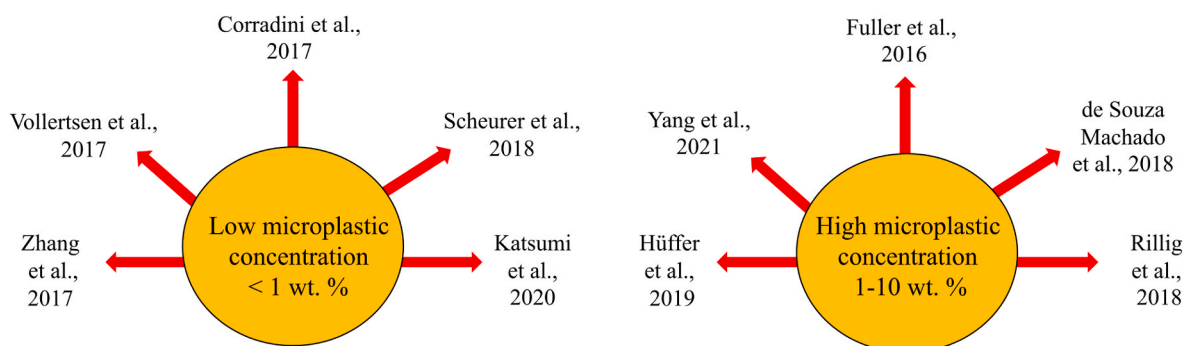 Corradini et al.,
2017
Vollertsen et al.,
2017
Scheurer et al.,
2018
Zhang
et al.,
2017
Low microplastic
concentration
< 1 wt. %
Katsumi
et al.,
2020
Fuller et al.,
2016
Yang et al.,
2021
de Souza
Machado
et al., 2018
Hüffer
et al.,
2019
High microplastic
concentration
1-10 wt. %
Rillig
et al.,
2018